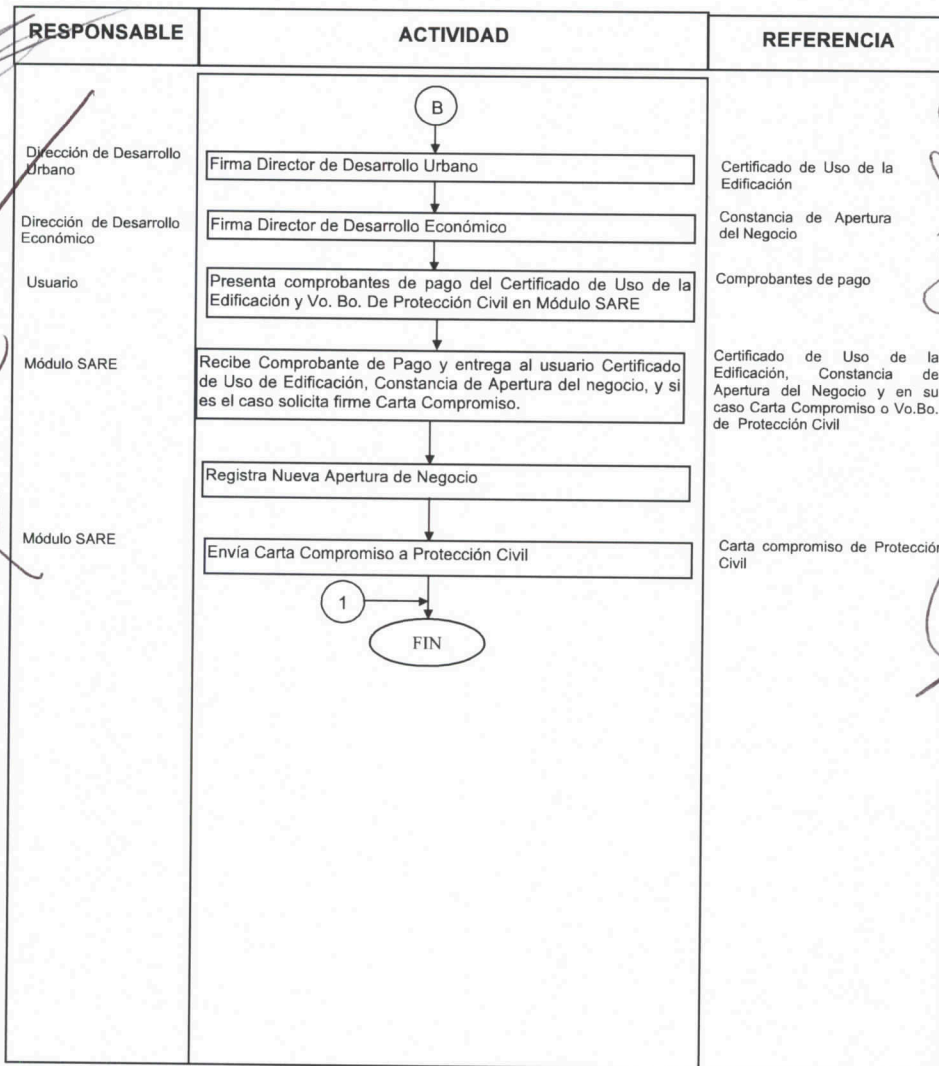 RESPONSABLE
ACTIVIDAD
REFERENCIA
B
Dirección de Desarrollo
Urbano
Firma Director de Desarrollo Urbano
Certificado de Uso de la
Edificación
Dirección de Desarrollo
Económico
Firma Director de Desarrollo Económico
Constancia de Apertura
del Negocio
Usuario
Presenta comprobantes de pago del Certificado de Uso de la
Edificación y Vo. Bo. De Protección Civil en Módulo SARE
Comprobantes de pago
Módulo SARE
Recibe Comprobante de Pago y entrega al usuario Certificado
de Uso de Edificación, Constancia de Apertura del negocio, y si
es el caso solicita firme Carta Compromiso.
Certificado de Uso de la
Edificación, Constancia de
Apertura del Negocio y en su
caso Carta Compromiso o Vo.Bo.
de Protección Civil
Registra Nueva Apertura de Negocio
Módulo SARE
Envía Carta Compromiso a Protección Civil
Carta compromiso de Protección
Civil
1
FIN